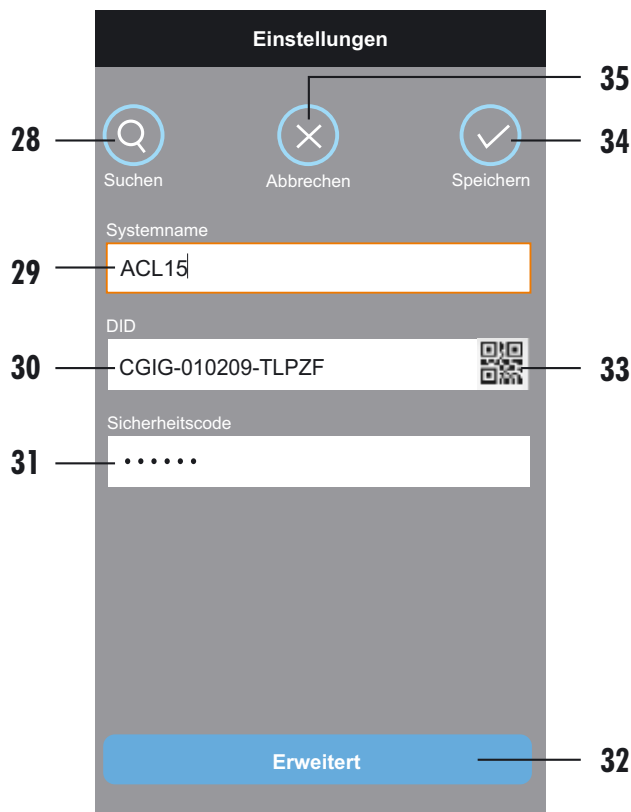 Einstellungen
35
28
34
Suchen
Abbrechen
Speichern
Systemname
29
ACL15
DID
30
CGIG-010209-TLPZF
33
Sicherheitscode
31
••••••
Erweitert
32